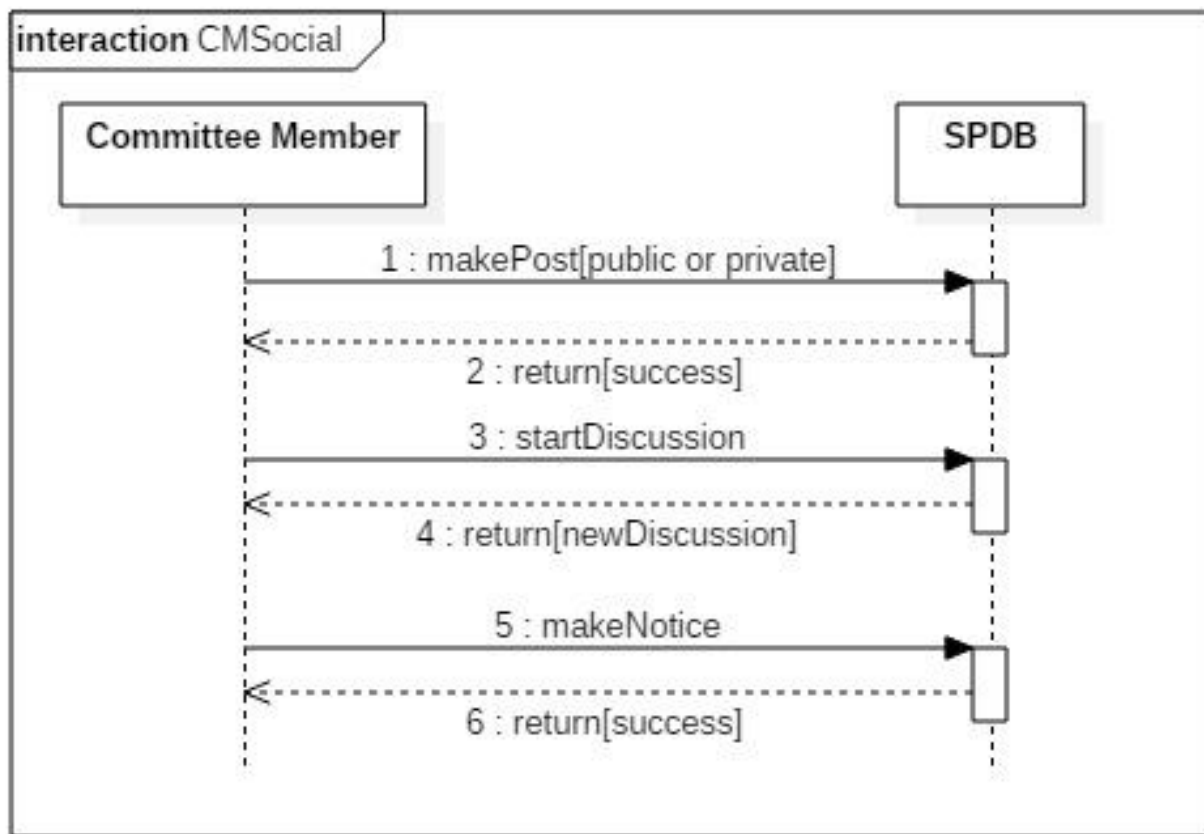 interaction CMSocial
Committee Member
SPDB
1 : makePost[public or private]
2 : return[success]
3 : startDiscussion
4 : return[newDiscussion]
5 : makeNotice
6 : return[success]